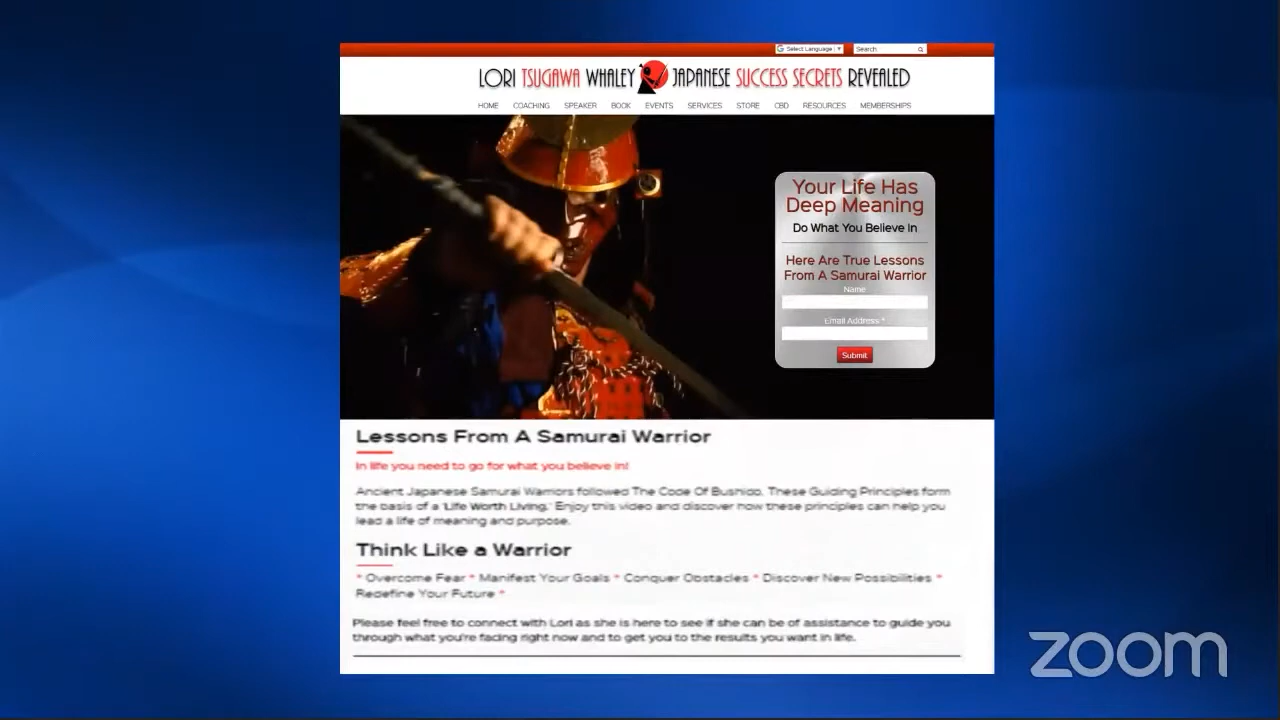 Select Language ▼
Search
LORI TSUGAWA WHALEY JAPANESE SUCCESS SECRETS REVEALED
HOME COACHING SPEAKER BOOK EVENTS SERVICES STORE CBD RESOURCES MEMBERSHIPS
Your Life Has
Deep Meaning
Do What You Believe In
Here Are True Lessons
From A Samurai Warrior
Name
Email Address *
Submit
Lessons From A Samurai Warrior
In life you need to go for what you believe in!
Ancient Japanese Samurai Warriors followed The Code Of Bushido. These Guiding Principles form
the basis of a 'Life Worth Living.' Enjoy this video and discover how these principles can help you
lead a life of meaning and purpose.
Think Like a Warrior
* Overcome Fear * Manifest Your Goals * Conquer Obstacles * Discover New Possibilities *
Redefine Your Future *
Please feel free to connect with Lori as she is here to see if she can be of assistance to guide you
through what you're facing right now and to get you to the results you want in life.
zoom